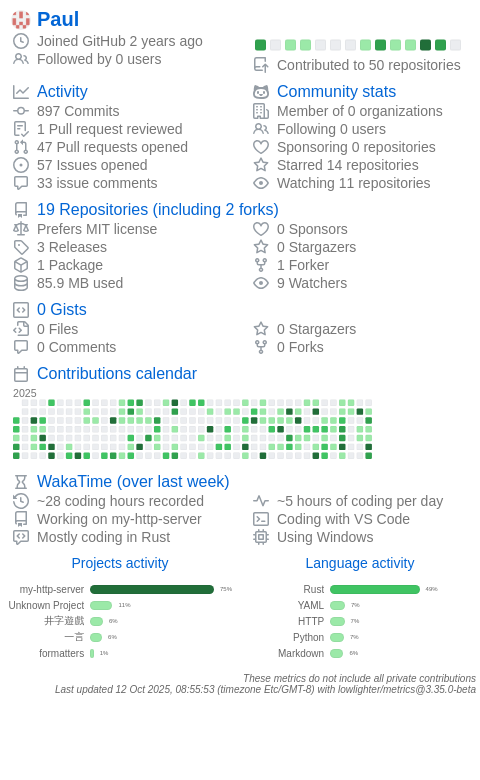 Paul
Joined GitHub 2 years ago
Followed by 0 users
Contributed to 50 repositories
Activity
897 Commits
1 Pull request reviewed
47 Pull requests opened
57 Issues opened
33 issue comments
Community stats
Member of 0 organizations
Following 0 users
Sponsoring 0 repositories
Starred 14 repositories
Watching 11 repositories
19 Repositories (including 2 forks)
Prefers MIT license
3 Releases
1 Package
85.9 MB used
0 Sponsors
0 Stargazers
1 Forker
9 Watchers
0 Gists
0 Files
0 Comments
0 Stargazers
0 Forks
Contributions calendar
2025
WakaTime (over last week)
~28 coding hours recorded
Working on my-http-server
Mostly coding in Rust
~5 hours of coding per day
Coding with VS Code
Using Windows
Projects activity
my-http-server 75%
Unknown Project 11%
井字遊戲 6%
一言 6%
formatters 1%
Language activity
Rust 49%
YAML 7%
HTTP 7%
Python 7%
Markdown 6%
These metrics do not include all private contributions
Last updated 12 Oct 2025, 08:55:53 (timezone Etc/GMT-8) with lowlighter/metrics@3.35.0-beta